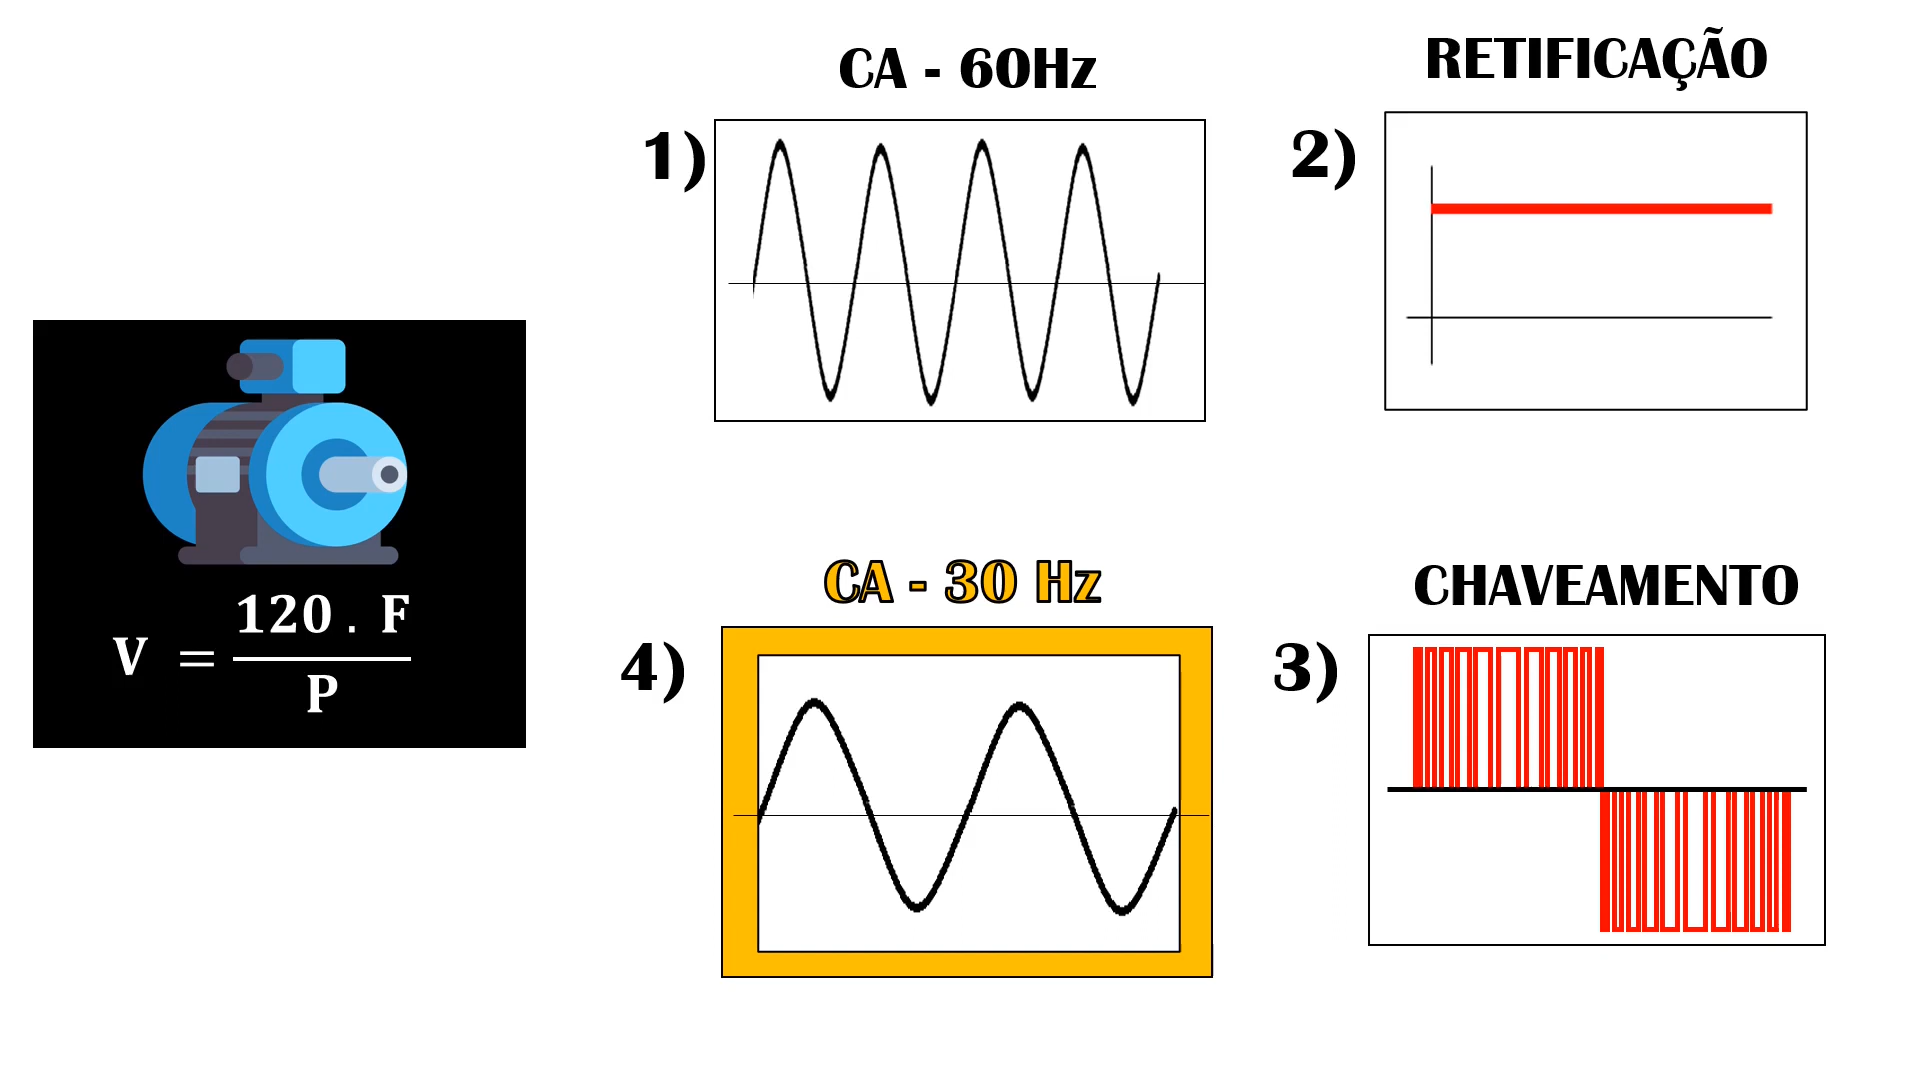 CA - 60Hz
1)
RETIFICAÇÃO
2)
V = 120 . F
P
CA - 30 Hz
4)
CHAVEAMENTO
3)